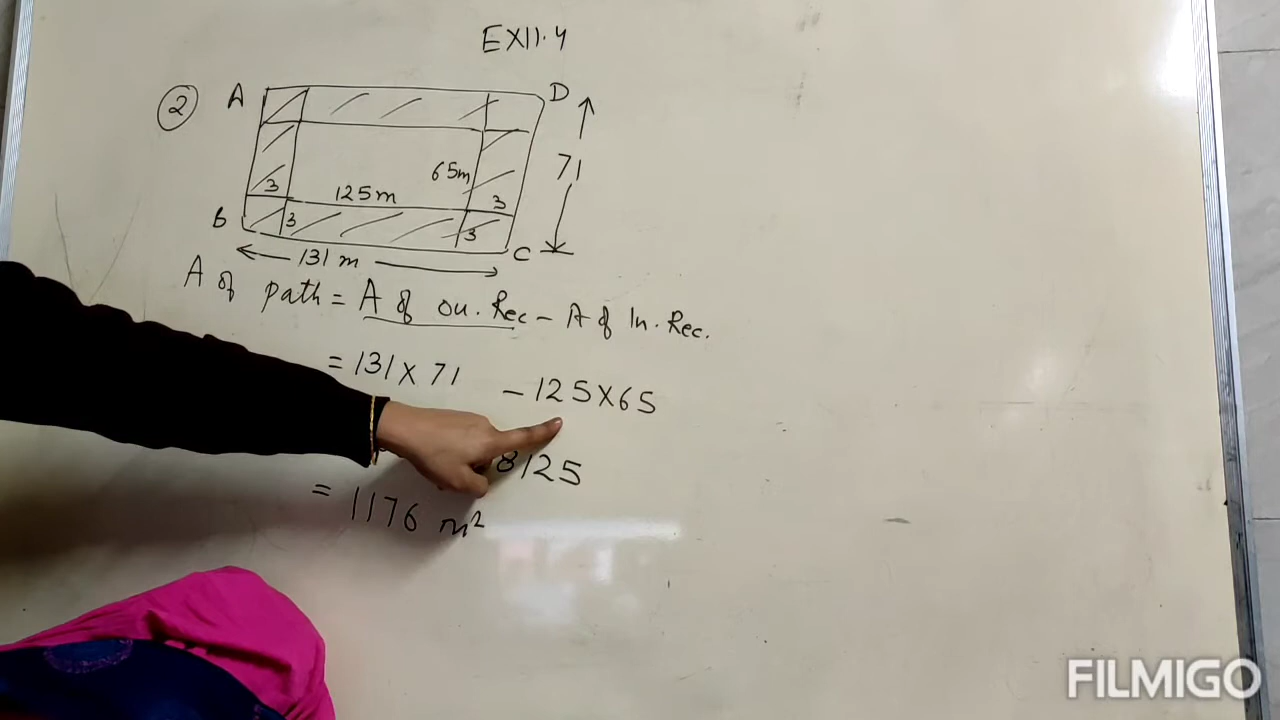 EX11.4
2
A
D
65m
71
3
125m
3
B
3
3
C
131 m
A of path = A of ou. Rec - A of In. Rec.
= 131 x 71 - 125 x 65
8125
= 1176 m²
FILMIGO